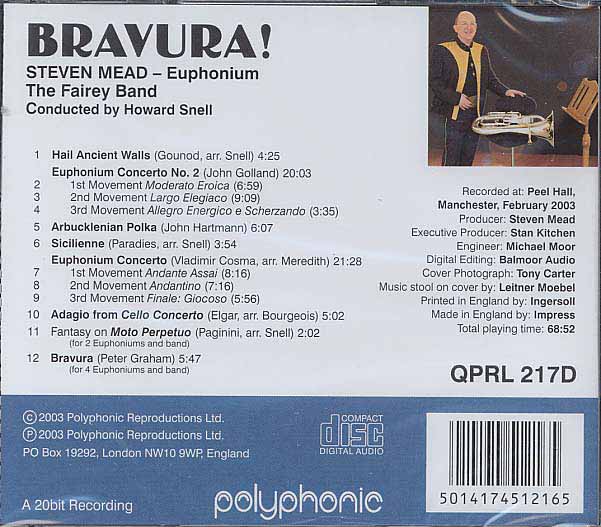 BRAVURA!
STEVEN MEAD – Euphonium
The Fairey Band
Conducted by Howard Snell
1 Hail Ancient Walls (Gounod, arr. Snell) 4:25
Euphonium Concerto No. 2 (John Golland) 20:03
2 1st Movement Moderato Eroica (6:59)
3 2nd Movement Largo Elegiaco (9:09)
4 3rd Movement Allegro Energico e Scherzando (3:35)
5 Arbucklenian Polka (John Hartmann) 6:07
6 Sicilienne (Paradies, arr. Snell) 3:54
Euphonium Concerto (Vladimir Cosma, arr. Meredith) 21:28
7 1st Movement Andante Assai (8:16)
8 2nd Movement Andantino (7:16)
9 3rd Movement Finale: Giocoso (5:56)
10 Adagio from Cello Concerto (Elgar, arr. Bourgeois) 5:02
11 Fantasy on Moto Perpetuo (Paginini, arr. Snell) 2:02
(for 2 Euphoniums and band)
12 Bravura (Peter Graham) 5:47
(for 4 Euphoniums and band)
Recorded at: Peel Hall,
Manchester, February 2003
Producer: Steven Mead
Executive Producer: Stan Kitchen
Engineer: Michael Moor
Digital Editing: Balmoor Audio
Cover Photograph: Tony Carter
Music stool on cover by: Leitner Moebel
Printed in England by: Ingersoll
Made in England by: Impress
Total playing time: 68:52
QPRL 217D
© 2003 Polyphonic Reproductions Ltd.
℗ 2003 Polyphonic Reproductions Ltd.
PO Box 19292, London NW10 9WP, England
A 20bit Recording
COMPACT
disc
DIGITAL AUDIO
polyphonic
5014174512165